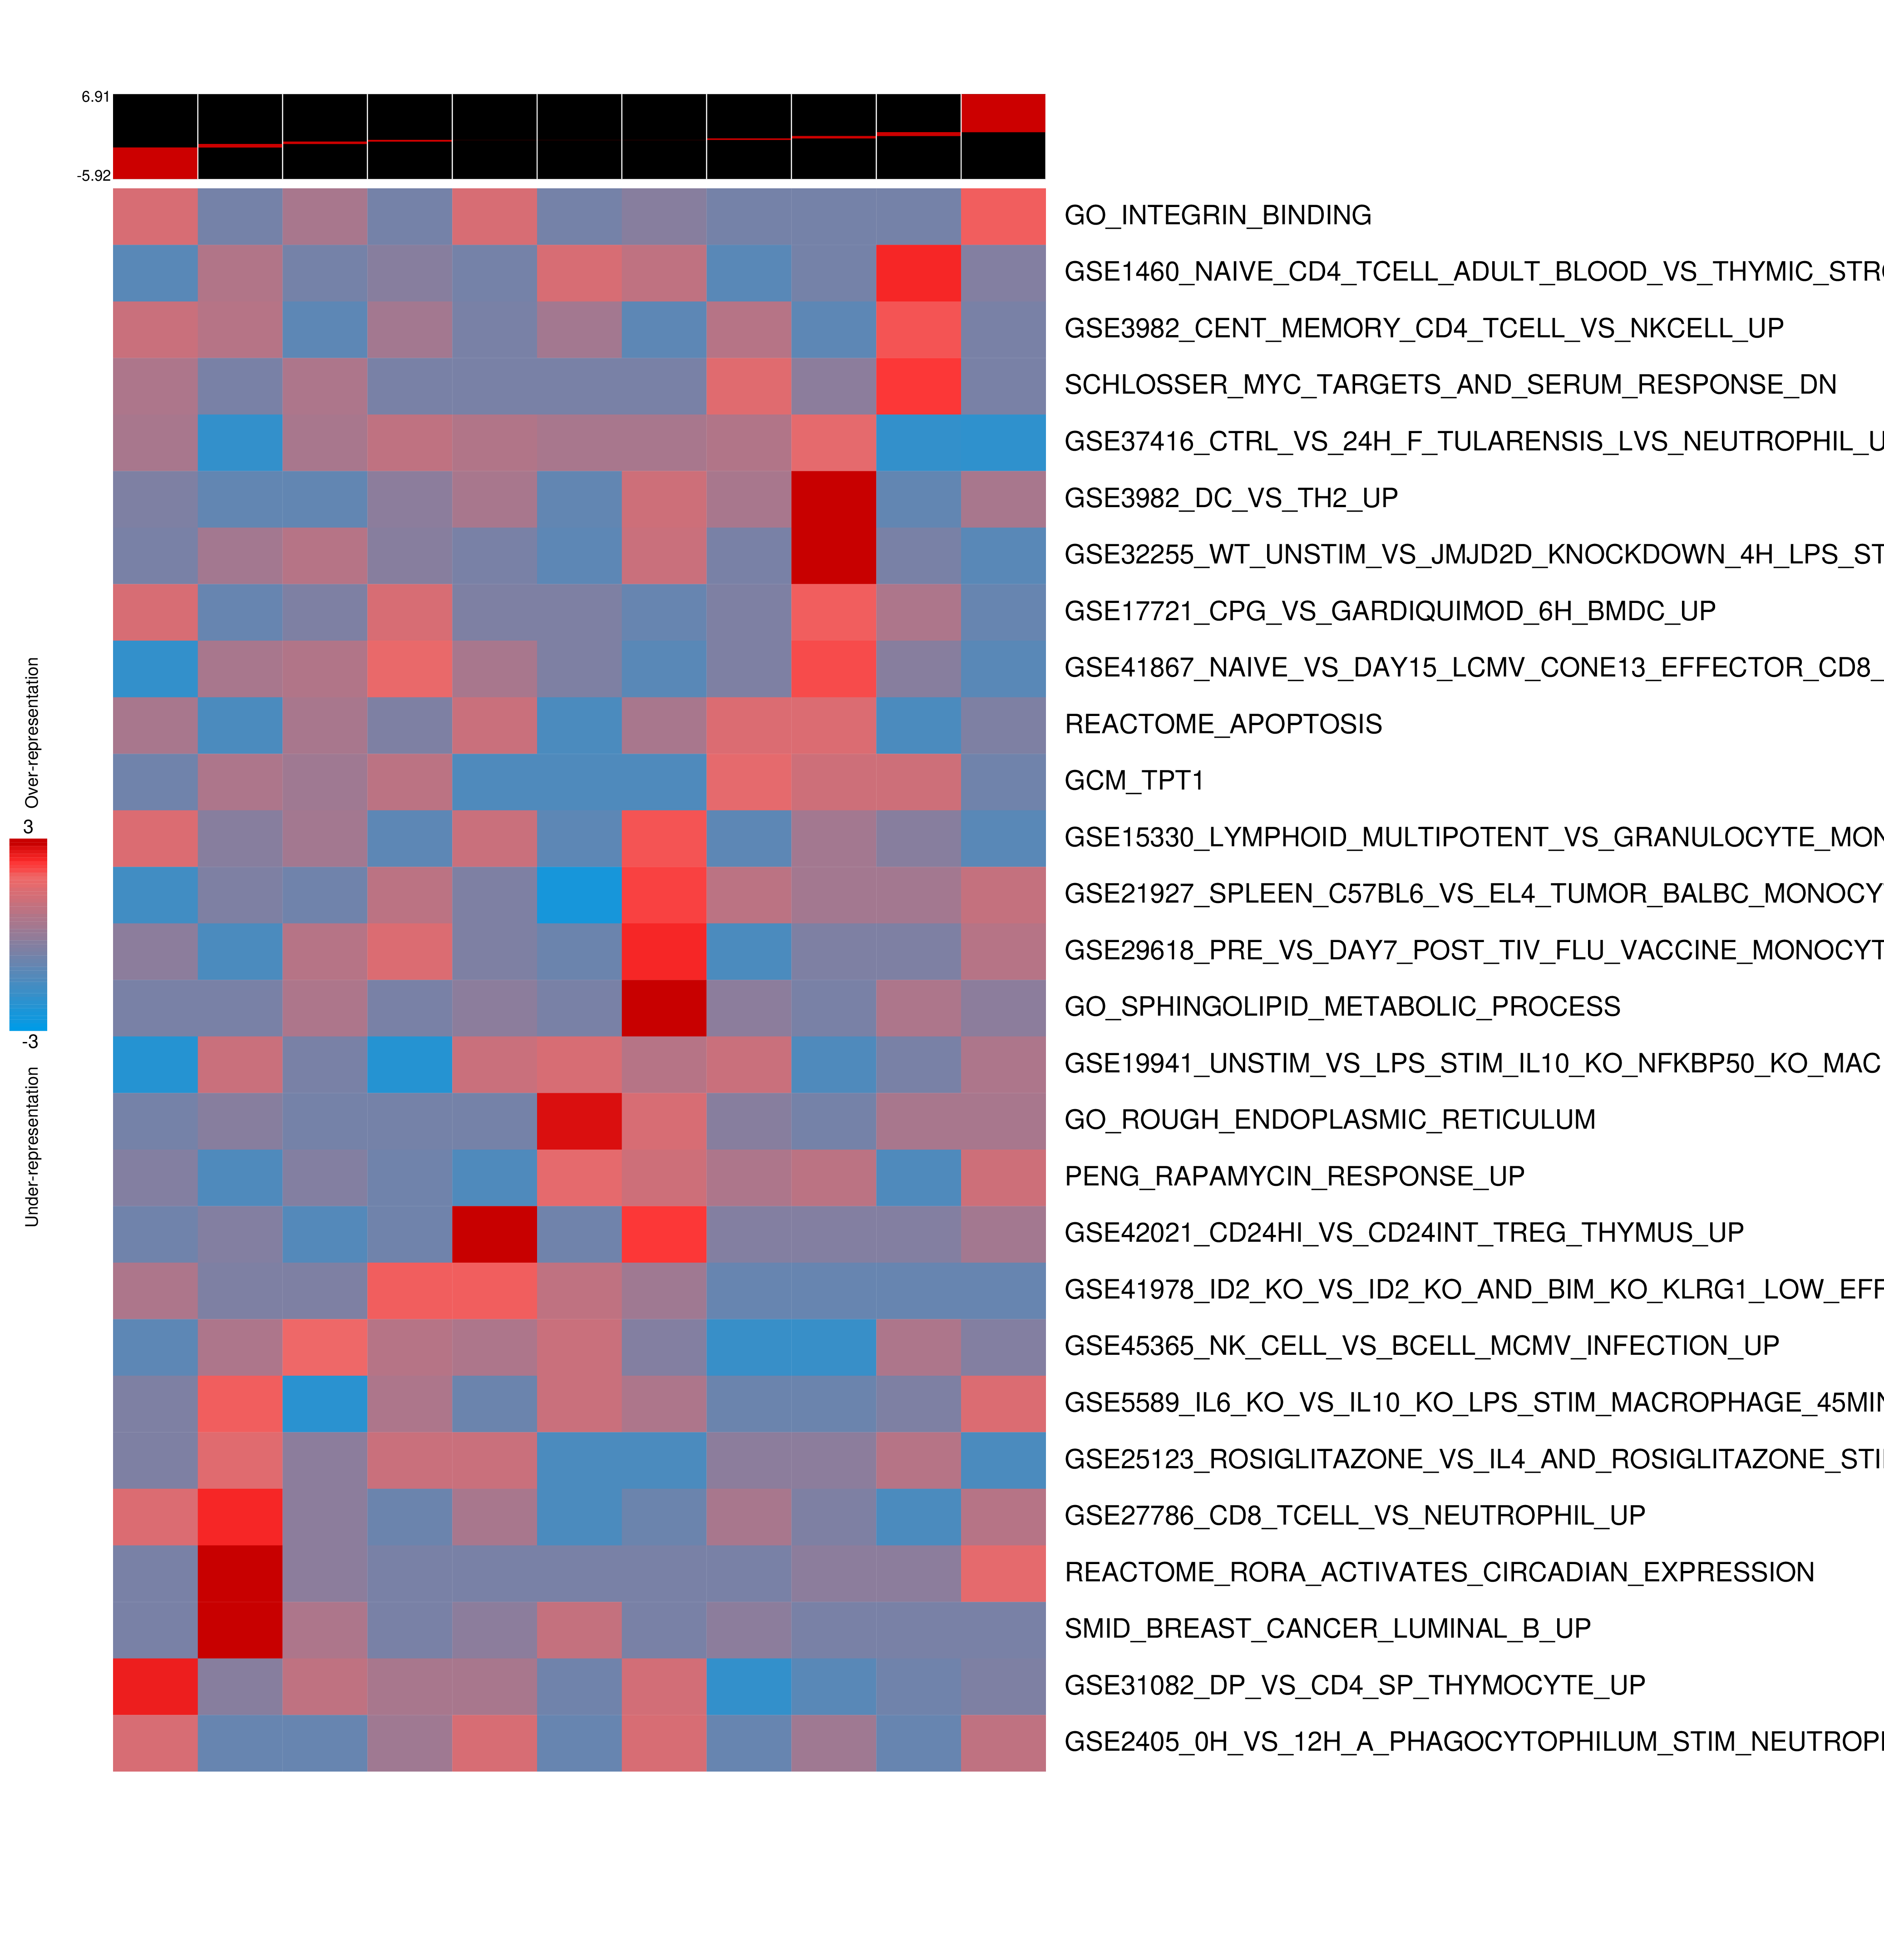 6.91
-5.92
GO_INTEGRIN_BINDING
GSE1460_NAIVE_CD4_TCELL_ADULT_BLOOD_VS_THYMIC_STR
GSE3982_CENT_MEMORY_CD4_TCELL_VS_NKCELL_UP
SCHLOSSER_MYC_TARGETS_AND_SERUM_RESPONSE_DN
GSE37416_CTRL_VS_24H_F_TULARENSIS_LVS_NEUTROPHIL_U
GSE3982_DC_VS_TH2_UP
GSE32255_WT_UNSTIM_VS_JMJD2D_KNOCKDOWN_4H_LPS_ST
GSE17721_CPG_VS_GARDIQUIMOD_6H_BMDC_UP
GSE41867_NAIVE_VS_DAY15_LCMV_CONE13_EFFECTOR_CD8_
REACTOME_APOPTOSIS
GCM_TPT1
GSE15330_LYMPHOID_MULTIPOTENT_VS_GRANULOCYTE_MON
GSE21927_SPLEEN_C57BL6_VS_EL4_TUMOR_BALBC_MONOCY
GSE29618_PRE_VS_DAY7_POST_TIV_FLU_VACCINE_MONOCYT
GO_SPHINGOLIPID_METABOLIC_PROCESS
GSE19941_UNSTIM_VS_LPS_STIM_IL10_KO_NFKBP50_KO_MAC
GO_ROUGH_ENDOPLASMIC_RETICULUM
PENG_RAPAMYCIN_RESPONSE_UP
GSE42021_CD24HI_VS_CD24INT_TREG_THYMUS_UP
GSE41978_ID2_KO_VS_ID2_KO_AND_BIM_KO_KLRG1_LOW_EFF
GSE45365_NK_CELL_VS_BCELL_MCMV_INFECTION_UP
GSE5589_IL6_KO_VS_IL10_KO_LPS_STIM_MACROPHAGE_45MIN
GSE25123_ROSIGLITAZONE_VS_IL4_AND_ROSIGLITAZONE_STI
GSE27786_CD8_TCELL_VS_NEUTROPHIL_UP
REACTOME_RORA_ACTIVATES_CIRCADIAN_EXPRESSION
SMID_BREAST_CANCER_LUMINAL_B_UP
GSE31082_DP_VS_CD4_SP_THYMOCYTE_UP
GSE2405_0H_VS_12H_A_PHAGOCYTOPHILUM_STIM_NEUTROP
Over-representation
3
-3
Under-representation